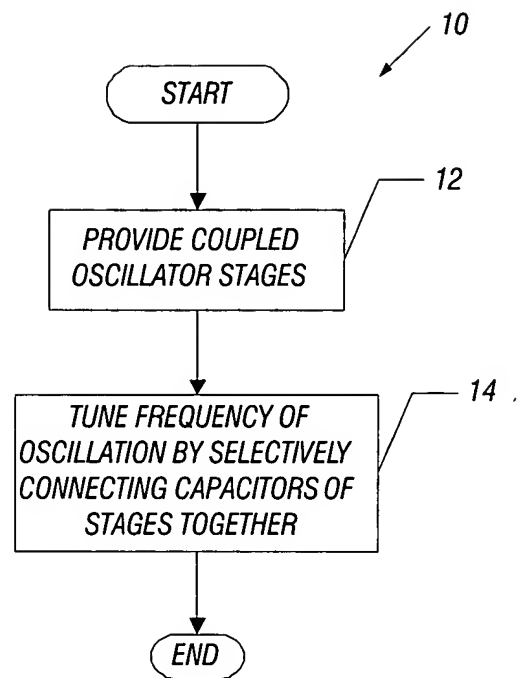 10
START
12
PROVIDE COUPLED
OSCILLATOR STAGES
14
TUNE FREQUENCY OF
OSCILLATION BY SELECTIVELY
CONNECTING CAPACITORS OF
STAGES TOGETHER
END